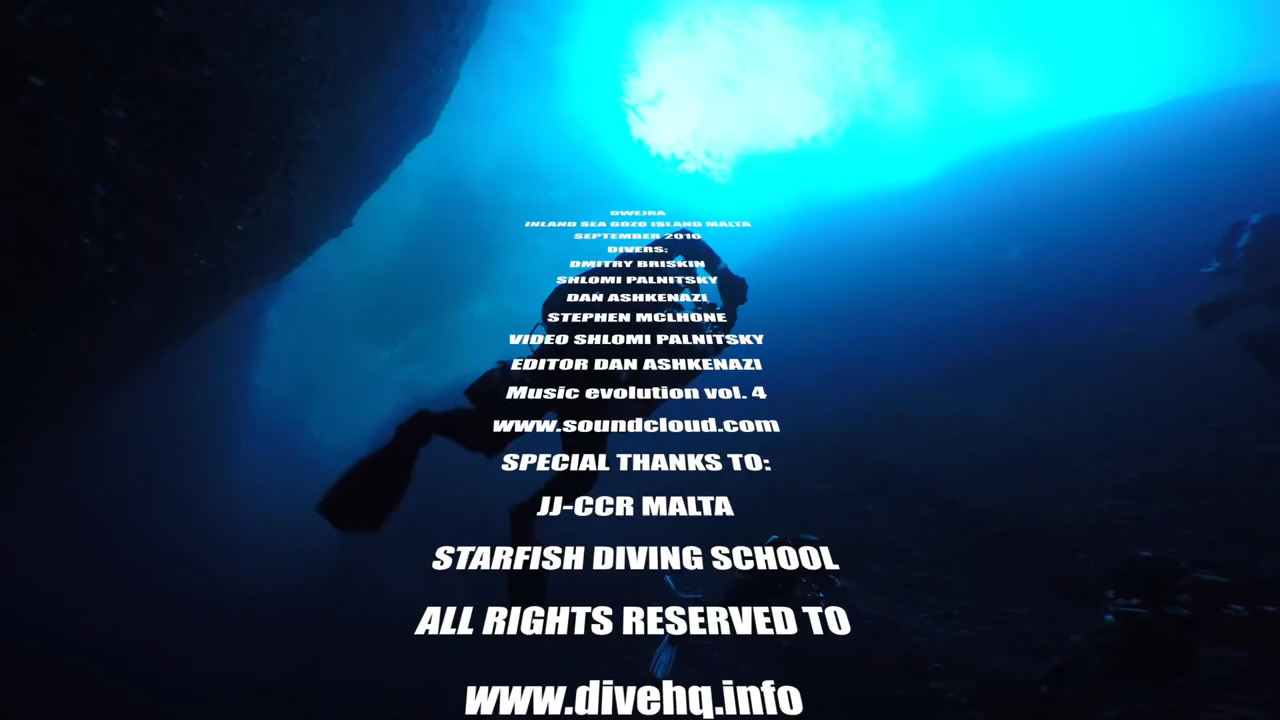 DWEJRA
INLAND SEA GOZO ISLAND MALTA
SEPTEMBER 2016
DIVERS:
DMITRY BRISKIN
SHLOMI PALNITSKY
DAN ASHKENAZI
STEPHEN MCLHONE
VIDEO SHLOMI PALNITSKY
EDITOR DAN ASHKENAZI
Music evolution vol. 4
www.soundcloud.com
SPECIAL THANKS TO:
JJ-CCR MALTA
STARFISH DIVING SCHOOL
ALL RIGHTS RESERVED TO
www.divehq.info